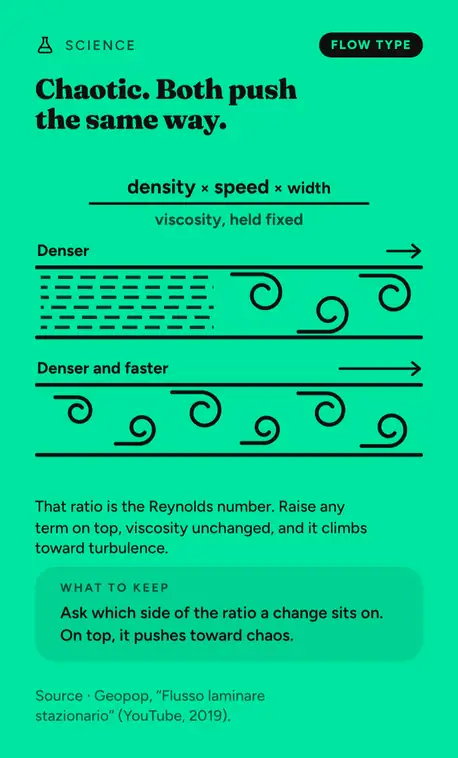 SCIENCE
FLOW TYPE
Chaotic. Both push
the same way.
density × speed × width
viscosity, held fixed
Denser
Denser and faster
That ratio is the Reynolds number. Raise any
term on top, viscosity unchanged, and it climbs
toward turbulence.
WHAT TO KEEP
Ask which side of the ratio a change sits on.
On top, it pushes toward chaos.
Source · Geopop, “Flusso laminare
stazionario” (YouTube, 2019).